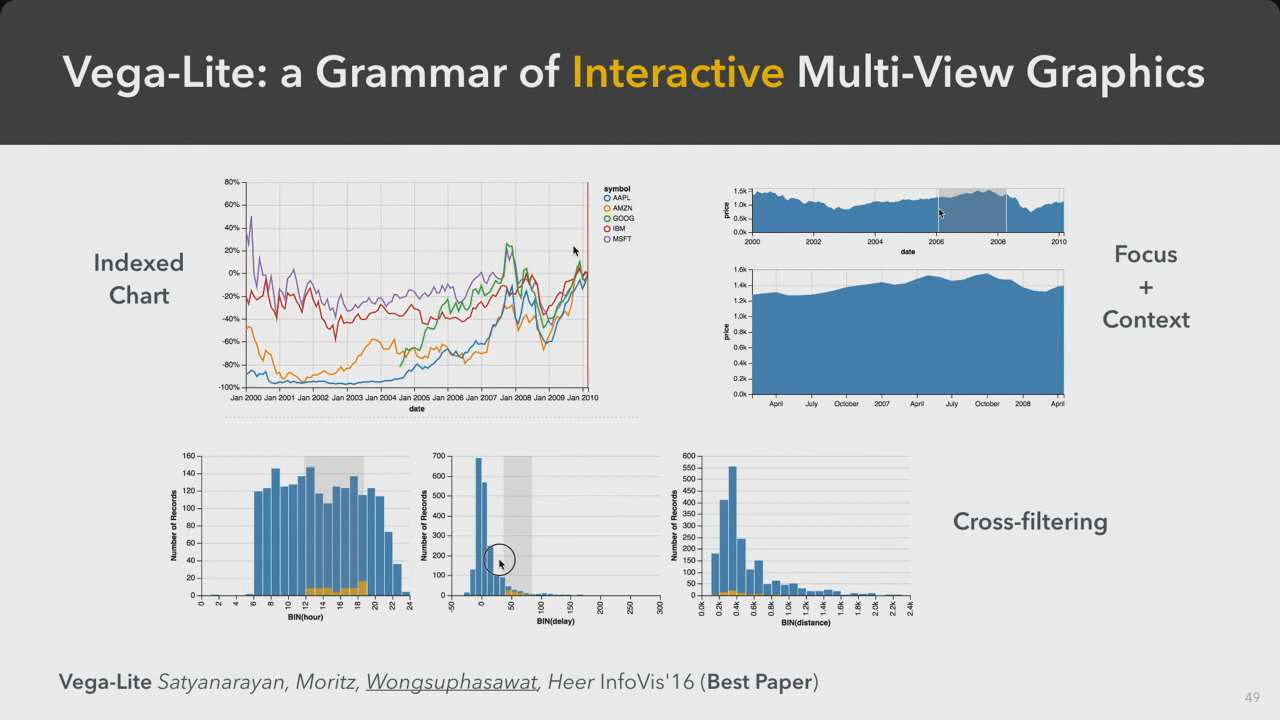 Vega-Lite: a Grammar of Interactive Multi-View Graphics
Indexed
Chart
80%
60%
40%
20%
0%
-20%
-40%
-60%
-80%
-100%
Jan 2000 Jan 2001 Jan 2002 Jan 2003 Jan 2004 Jan 2005 Jan 2006 Jan 2007 Jan 2008 Jan 2009 Jan 2010
date
symbol
AAPL
AMZN
GOOG
IBM
MSFT
price
1.5k
1.0k
0.5k
0.0k
2000 2002 2004 2006 2008 2010
date
price
1.6k
1.4k
1.2k
1.0k
0.8k
0.6k
0.4k
0.2k
0.0k
April July October 2007 April July October 2008 April
Focus
+
Context
Number of Records
160
140
120
100
80
60
40
20
0
0 2 4 6 8 10 12 14 16 18 20 22 24
BIN(hour)
Number of Records
700
600
500
400
300
200
100
0
50 0 50 100 150 200 250 300
BIN(delay)
Number of Records
600
550
500
450
400
350
300
250
200
150
100
50
0
0.0k 0.2k 0.4k 0.6k 0.8k 1.0k 1.2k 1.4k 1.6k 1.8k 2.0k 2.2k 2.4k
BIN(distance)
Cross-filtering
Vega-Lite Satyanarayan, Moritz, Wongsuphasawat, Heer InfoVis'16 (Best Paper)
49